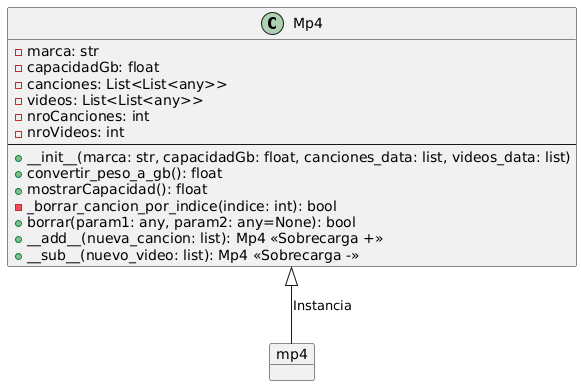 C Mp4
marca: str
capacidadGb: float
canciones: List<List<any>>
videos: List<List<any>>
nroCanciones: int
nroVideos: int
__init__(marca: str, capacidadGb: float, canciones_data: list, videos_data: list)
convertir_peso_a_gb(): float
mostrarCapacidad(): float
_borrar_cancion_por_indice(indice: int): bool
borrar(param1: any, param2: any=None): bool
__add__(nueva_cancion: list): Mp4 «Sobrecarga +»
__sub__(nuevo_video: list): Mp4 «Sobrecarga -»
Instancia
mp4